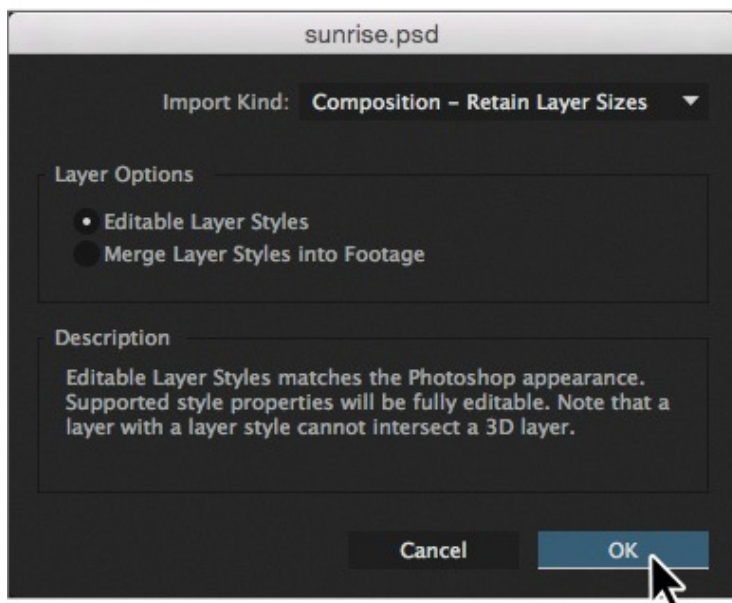 sunrise.psd
Import Kind: Composition – Retain Layer Sizes
Layer Options
Editable Layer Styles
Merge Layer Styles into Footage
Description
Editable Layer Styles matches the Photoshop appearance.
Supported style properties will be fully editable. Note that a
layer with a layer style cannot intersect a 3D layer.
Cancel OK